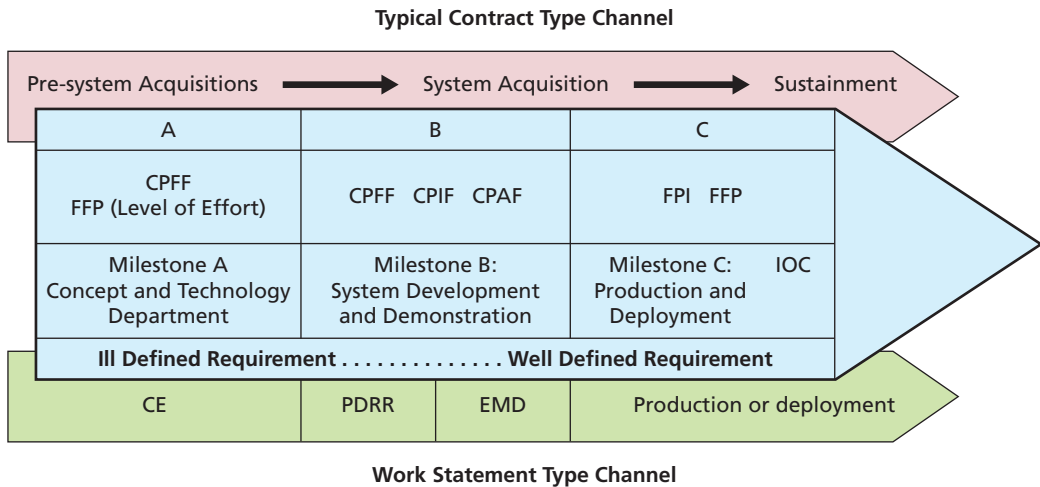 Typical Contract Type Channel
Pre-system Acquisitions System Acquisition Sustainment
A B C
CPFF
FFP (Level of Effort)
CPFF CPIF CPAF
FPI FFP
Milestone A
Concept and Technology
Department
Milestone B:
System Development
and Demonstration
Milestone C: IOC
Production and
Deployment
Ill Defined Requirement . . . . . . . . . . . . . . Well Defined Requirement
CE PDRR EMD Production or deployment
Work Statement Type Channel